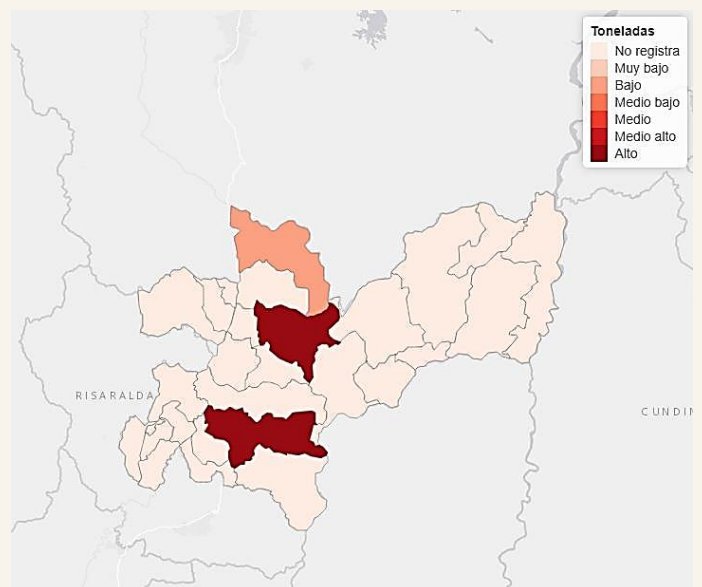 Toneladas
No registra
Muy bajo
Bajo
Medio bajo
Medio
Medio alto
Alto
RISARALDA
CUNDIN